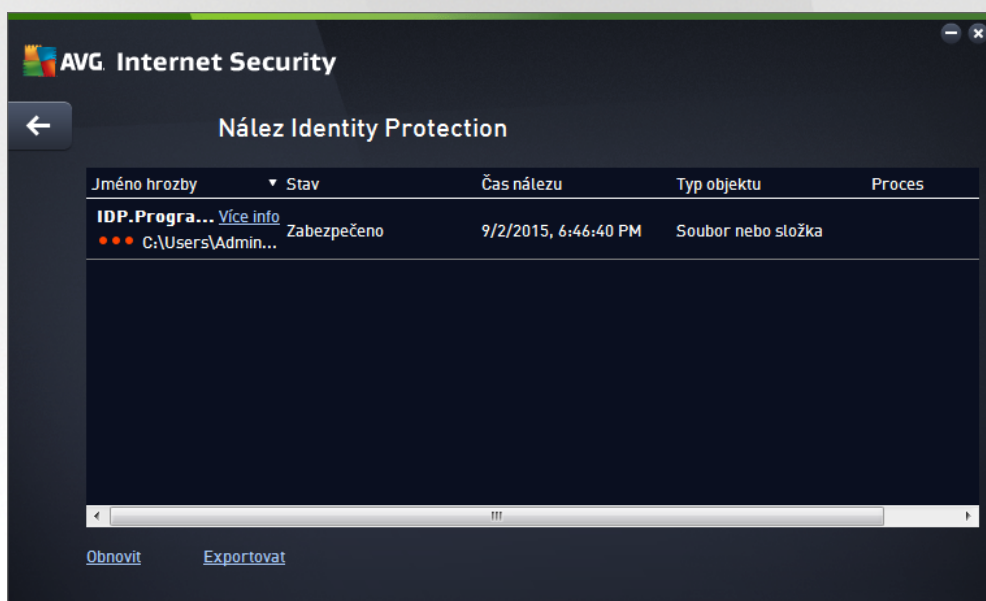 AVG. Internet Security
Nález Identity Protection
Jméno hrozby Stav Čas nálezu Typ objektu Proces
IDP.Progra... Více info Zabezpečeno 9/2/2015, 6:46:40 PM Soubor nebo složka
C:\Users\Admin...
Obnovit Exportovat